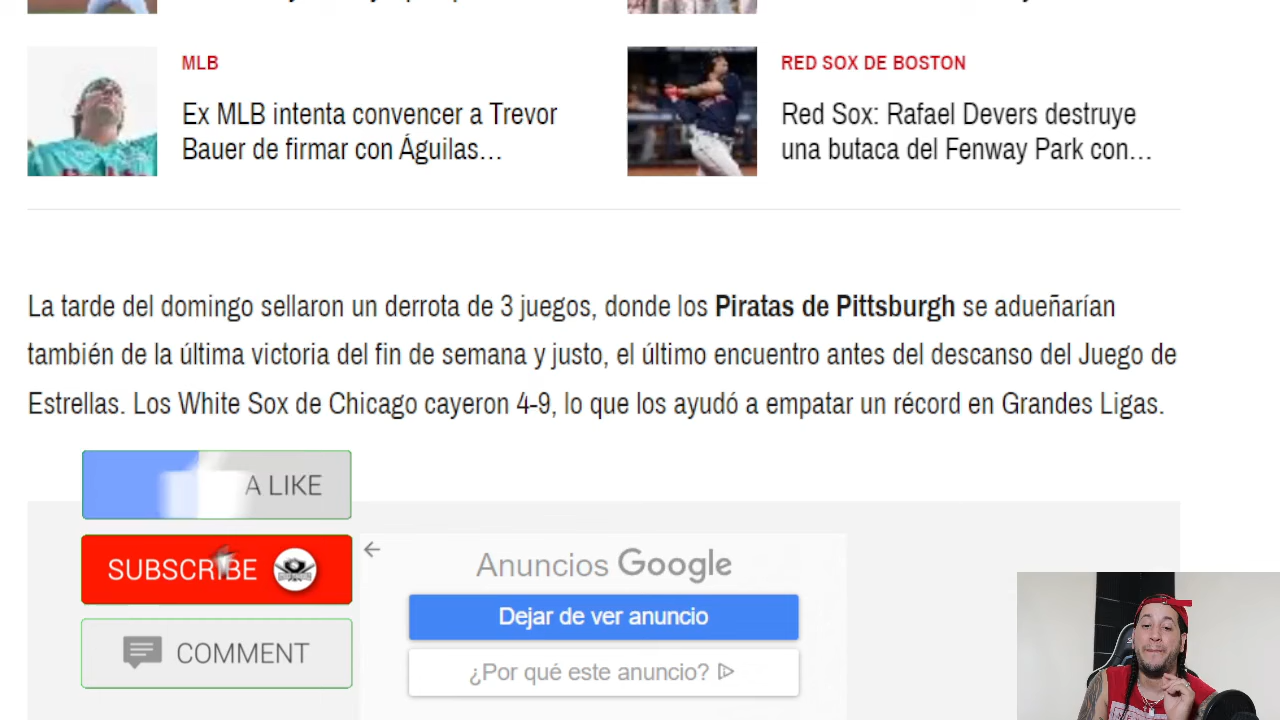 MLB
Ex MLB intenta convencer a Trevor
Bauer de firmar con Águilas...
RED SOX DE BOSTON
Red Sox: Rafael Devers destruye
una butaca del Fenway Park con...
La tarde del domingo sellaron un derrota de 3 juegos, donde los Piratas de Pittsburgh se adueñarían
también de la última victoria del fin de semana y justo, el último encuentro antes del descanso del Juego de
Estrellas. Los White Sox de Chicago cayeron 4-9, lo que los ayudó a empatar un récord en Grandes Ligas.
A LIKE
SUBSCRIBE
COMMENT
Anuncios Google
Dejar de ver anuncio
¿Por qué este anuncio?